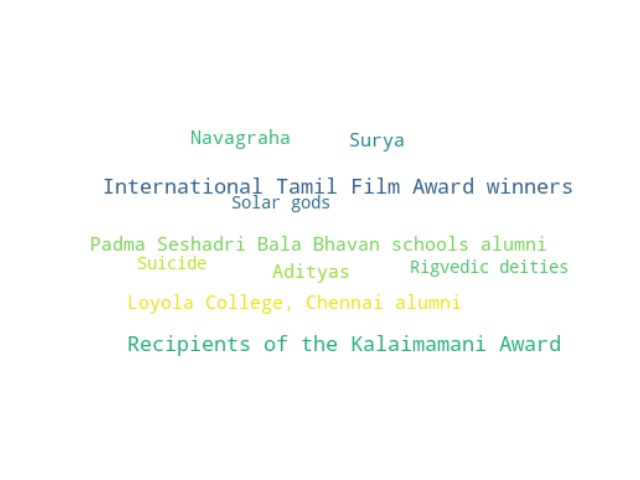 Navagraha
Surya
International Tamil Film Award winners
Solar gods
Padma Seshadri Bala Bhavan schools alumni
Suicide
Adityas
Rigvedic deities
Loyola College, Chennai alumni
Recipients of the Kalaimamani Award